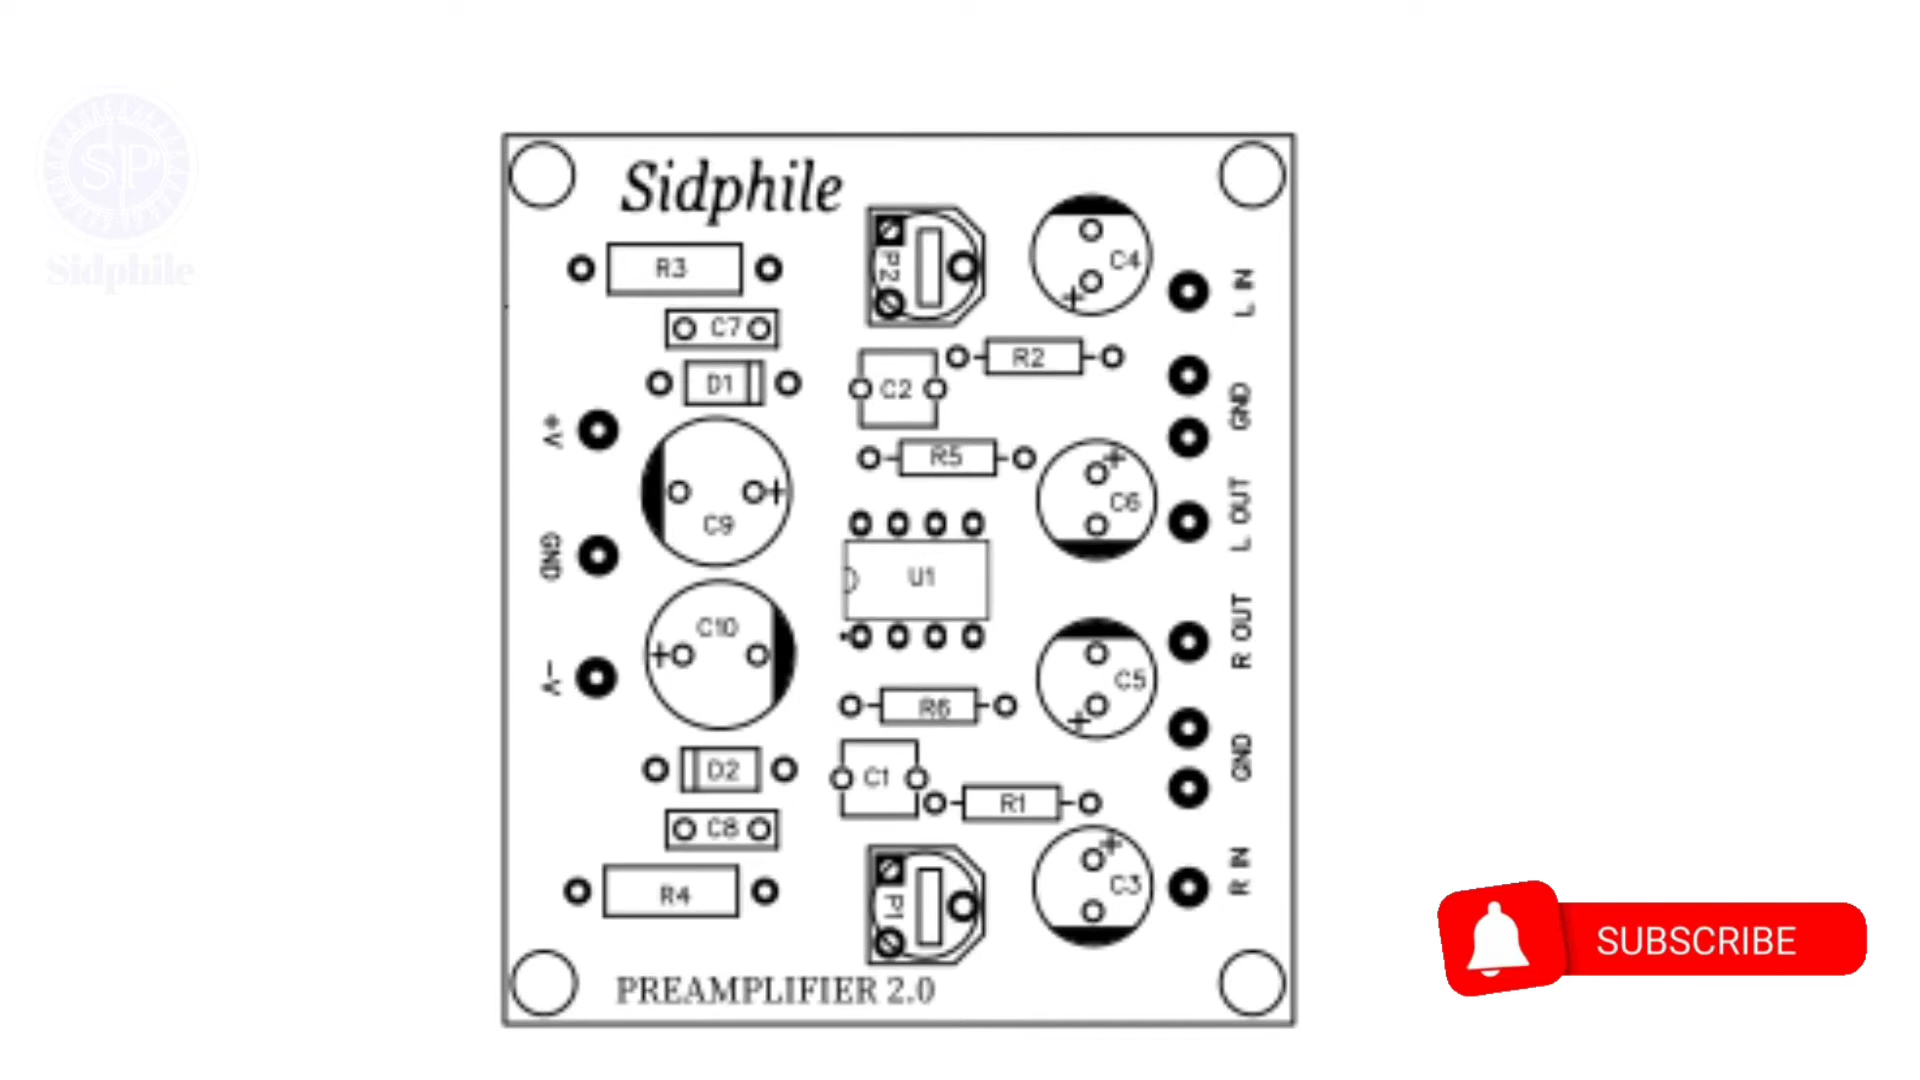 SP
Sidphile
Sidphile
R3
P2
C4
L IN
C7
R2
D1
C2
GND
+V
R5
C9
+
C6
L OUT
GND
U1
C10
+
R OUT
-V
C5
R6
GND
D2
C1
R1
C8
R4
P1
C3
R IN
PREAMPLIFIER 2.0
SUBSCRIBE